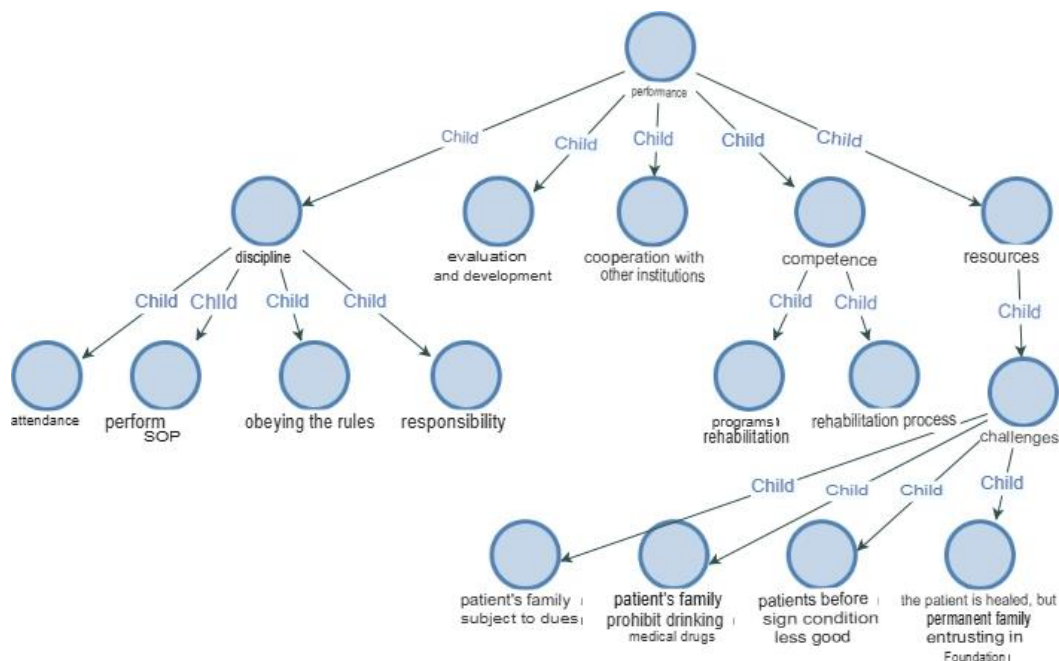 performance
Child
Child
Child
Child
Child
discipline
evaluation
and development
cooperation with
other institutions
competence
resources
Child
Child
Child
Child
Child
Child
Child
attendance
perform
SOP
obeying the rules
responsibility
programs
rehabilitation
rehabilitation process
challenges
Child
Child
Child
Child
patient's family
subject to dues
patient's family
prohibit drinking
medical drugs
patients before
sign condition
less good
the patient is healed, but
permanent family
entrusting in
Foundation